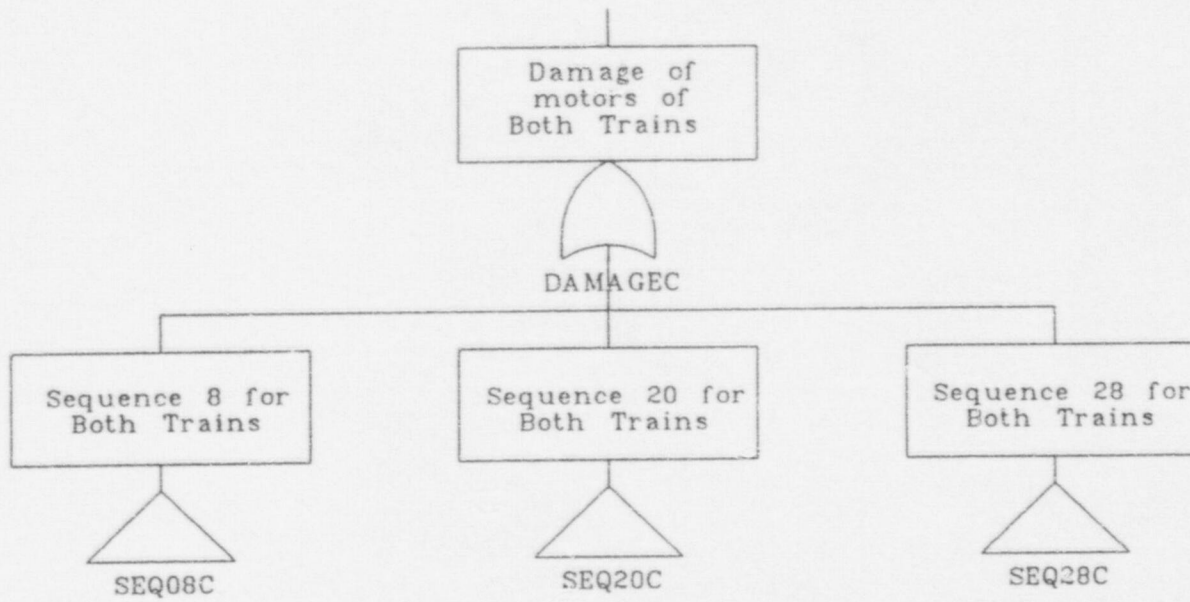 Damage of
motors of
Both Trains
DAMAGEC
Sequence 8 for
Both Trains
Sequence 20 for
Both Trains
Sequence 28 for
Both Trains
SEQ08C
SEQ20C
SEQ28C